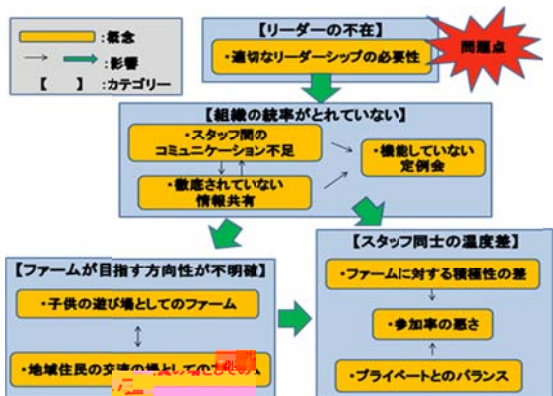 :概念
:影響
【 】:カテゴリー
【リーダーの不在】
・適切なリーダーシップの必要性
問題点
【組織の統率がとれていない】
・スタッフ間の
コミュニケーション不足
・徹底されていない
情報共有
・機能していない
定例会
【ファームが目指す方向性が不明確】
・子供の遊び場としてのファーム
・地域住民の交流の場としての
【スタッフ同士の温度差】
・ファームに対する積極性の差
・参加率の悪さ
・プライベートとのバランス